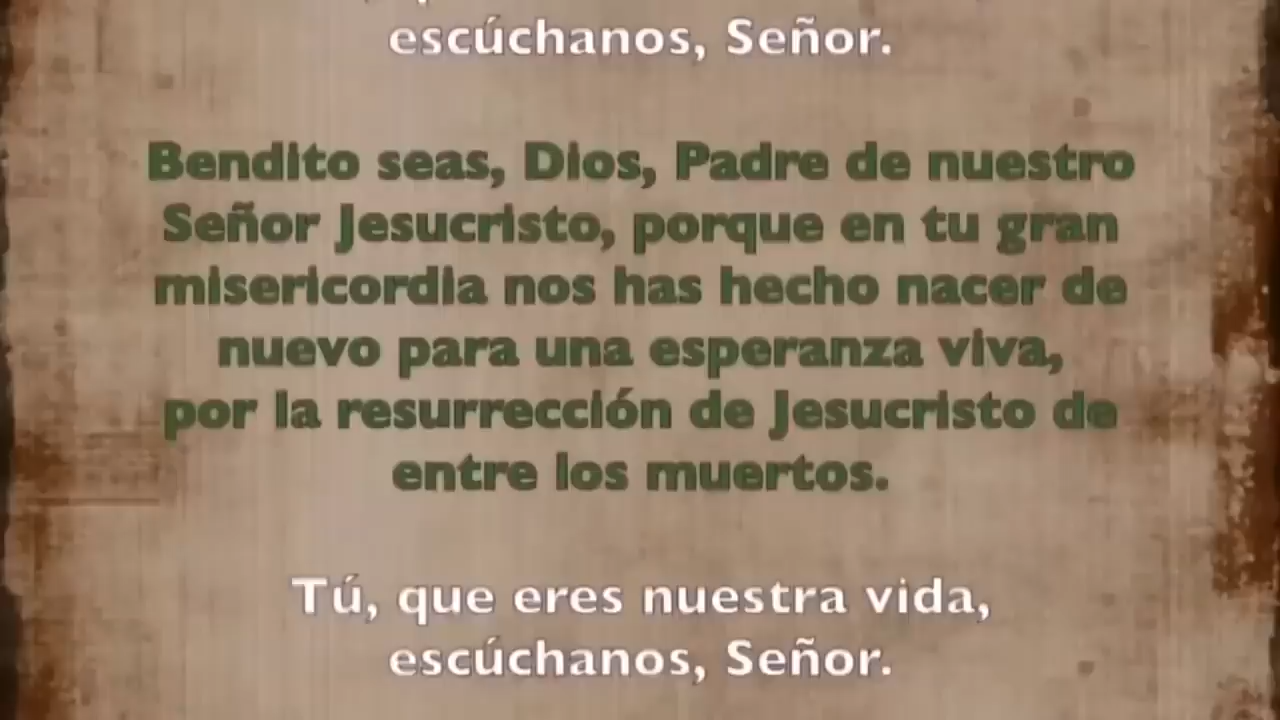 escúchanos, Señor.
Bendito seas, Dios, Padre de nuestro
Señor Jesucristo, porque en tu gran
misericordia nos has hecho nacer de
nuevo para una esperanza viva,
por la resurrección de Jesucristo de
entre los muertos.
Tú, que eres nuestra vida,
escúchanos, Señor.